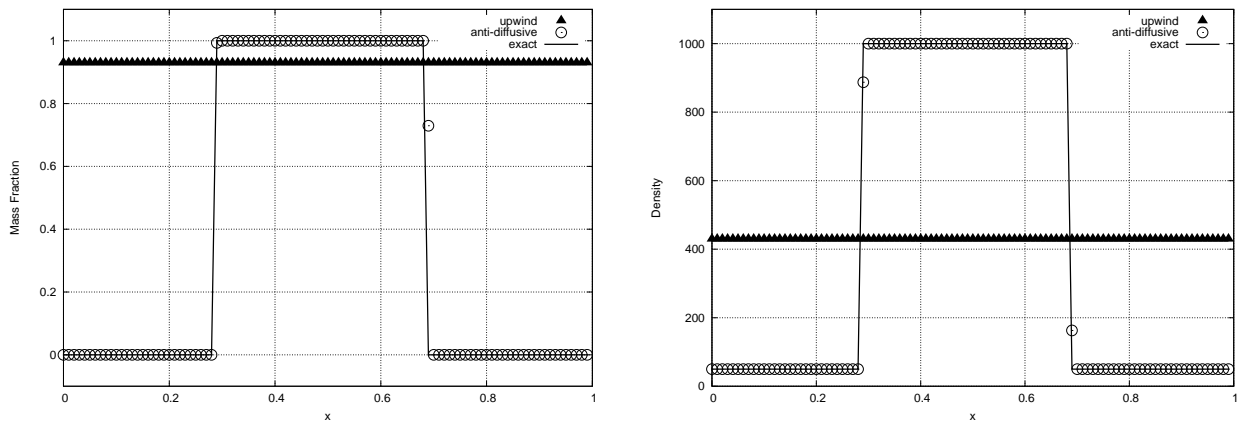 upwind
anti-diffusive
exact
1
0.8
0.6
0.4
0.2
0
Mass Fraction
0 0.2 0.4 0.6 0.8 1
x
upwind
anti-diffusive
exact
1000
800
600
400
200
0
Density
0 0.2 0.4 0.6 0.8 1
x